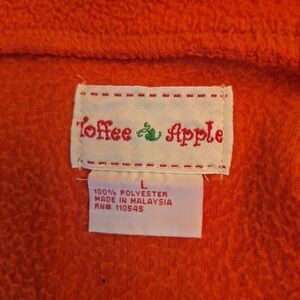 Toffee Apple
L
100% POLYESTER
MADE IN MALAYSIA
RN# 110545